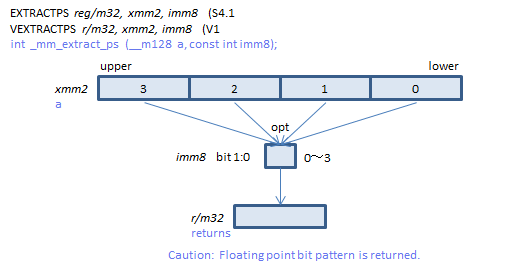 EXTRACTPS reg/m32, xmm2, imm8 (S4.1
VEXTRACTPS r/m32, xmm2, imm8 (V1
int _mm_extract_ps (__m128 a, const int imm8);
upper lower
xmm2 3 2 1 0
a
opt
imm8 bit 1:0 0～3
r/m32
returns
Caution: Floating point bit pattern is returned.